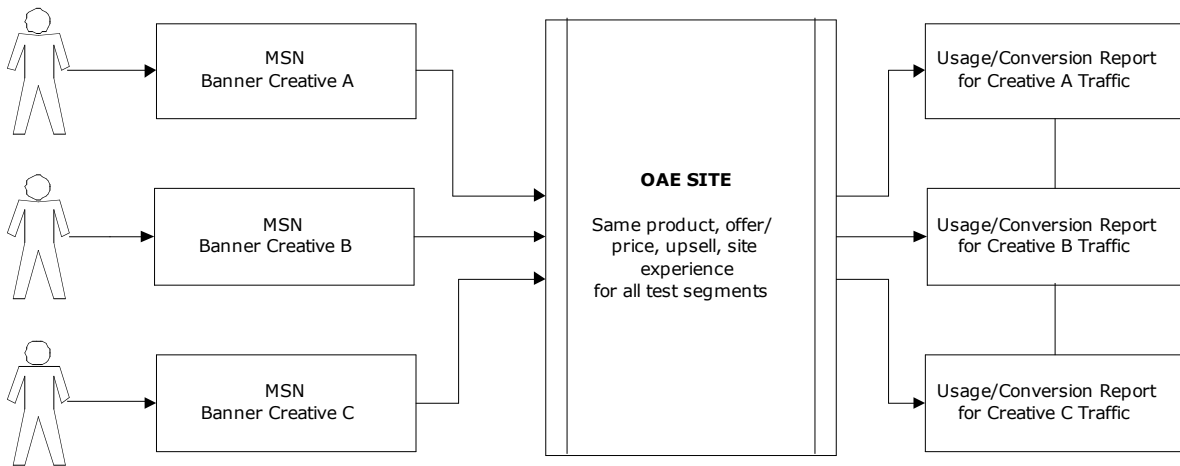 MSN
Banner Creative A
Usage/Conversion Report
for Creative A Traffic
MSN
Banner Creative B
OAE SITE
Same product, offer/
price, upsell, site
experience
for all test segments
Usage/Conversion Report
for Creative B Traffic
MSN
Banner Creative C
Usage/Conversion Report
for Creative C Traffic